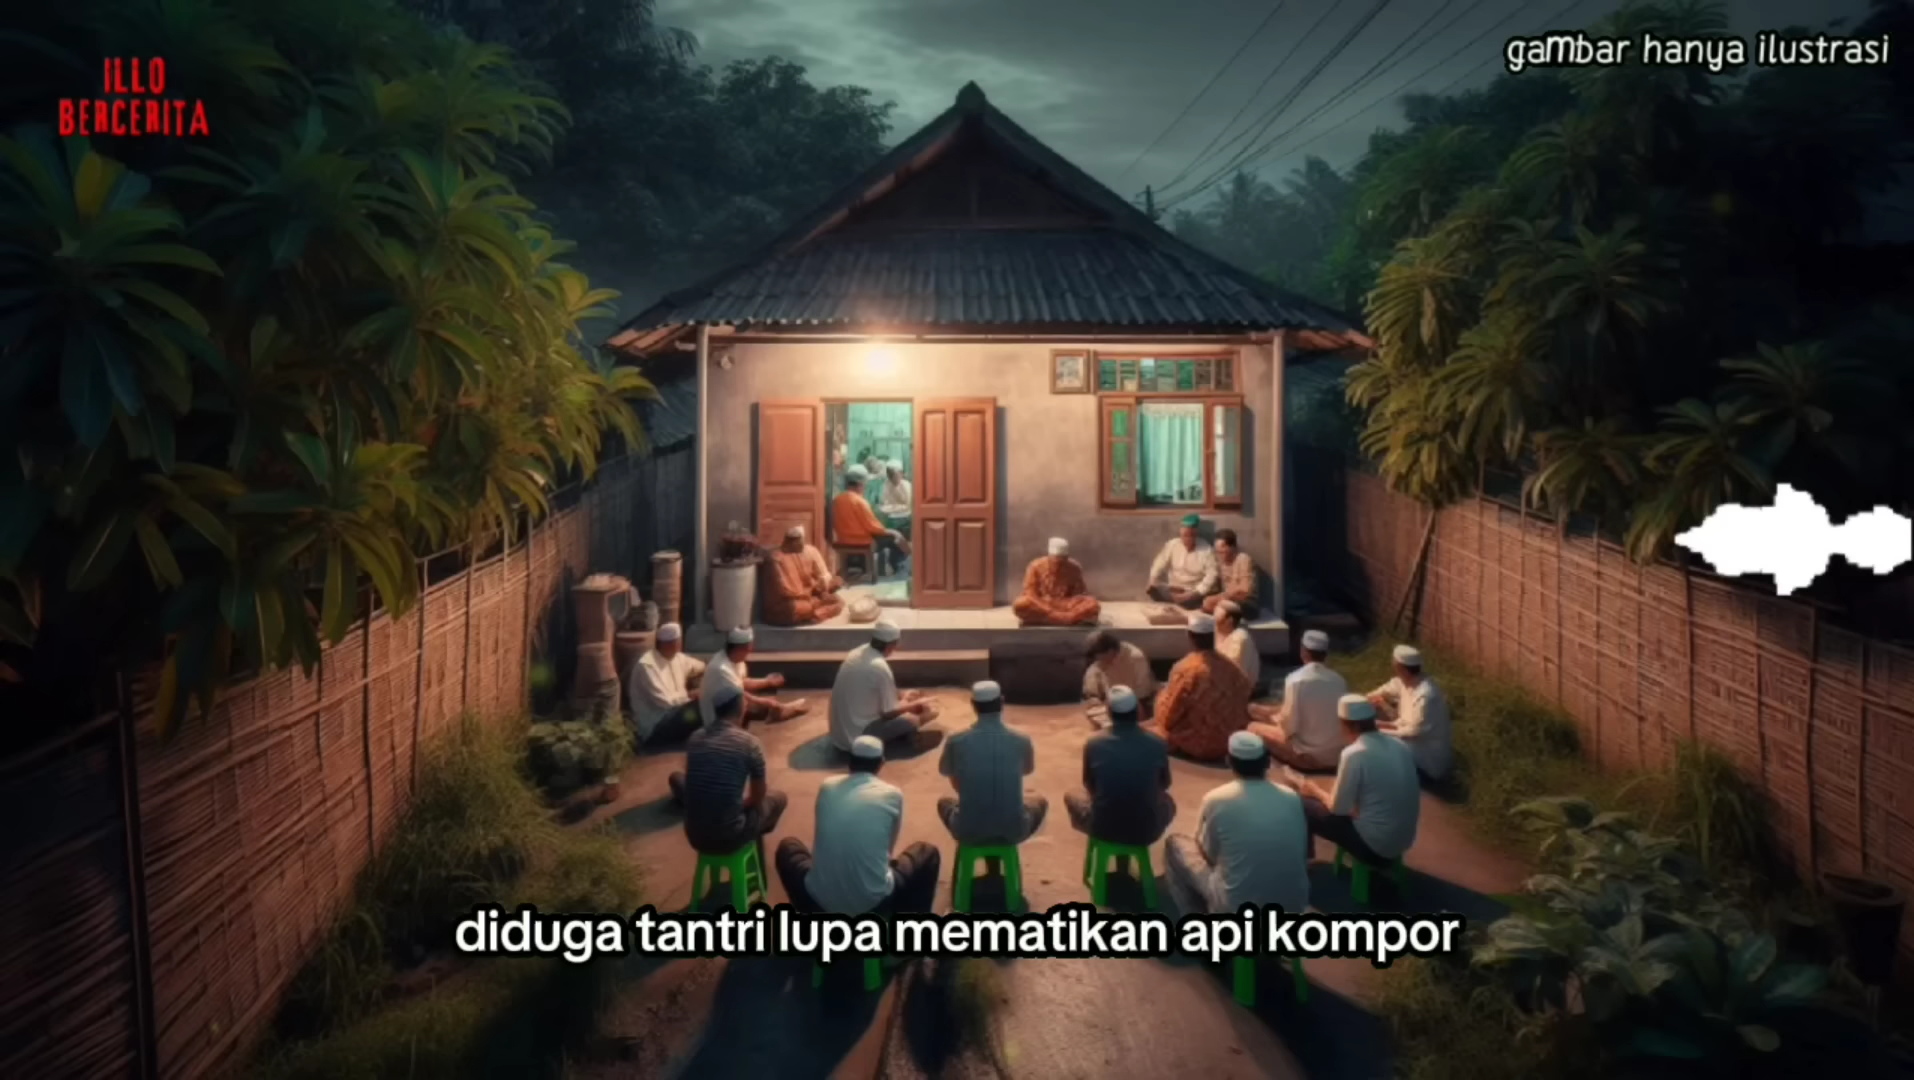 ILLO
BERCERITA
gambar hanya ilustrasi
diduga tantri lupa mematikan api kompor